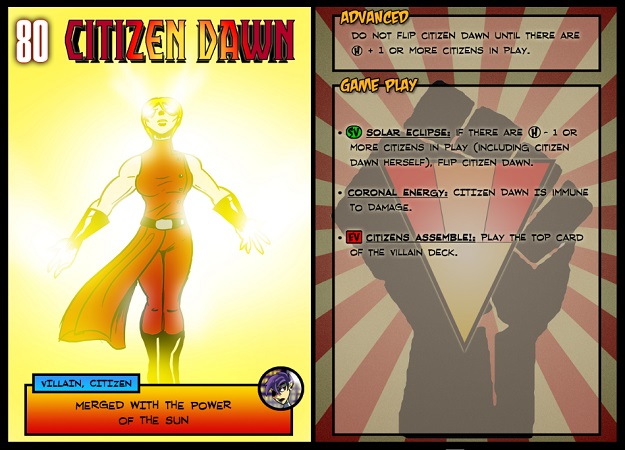 80 CITIZEN DAWN
VILLAIN, CITIZEN
MERGED WITH THE POWER
OF THE SUN
ADVANCED
DO NOT FLIP CITIZEN DAWN UNTIL THERE ARE
H + 1 OR MORE CITIZENS IN PLAY.
GAME PLAY
• SV SOLAR ECLIPSE: IF THERE ARE H - 1 OR
MORE CITIZENS IN PLAY (INCLUDING CITIZEN
DAWN HERSELF), FLIP CITIZEN DAWN.
• CORONAL ENERGY: CITIZEN DAWN IS IMMUNE
TO DAMAGE.
• EV CITIZENS ASSEMBLE!: PLAY THE TOP CARD
OF THE VILLAIN DECK.